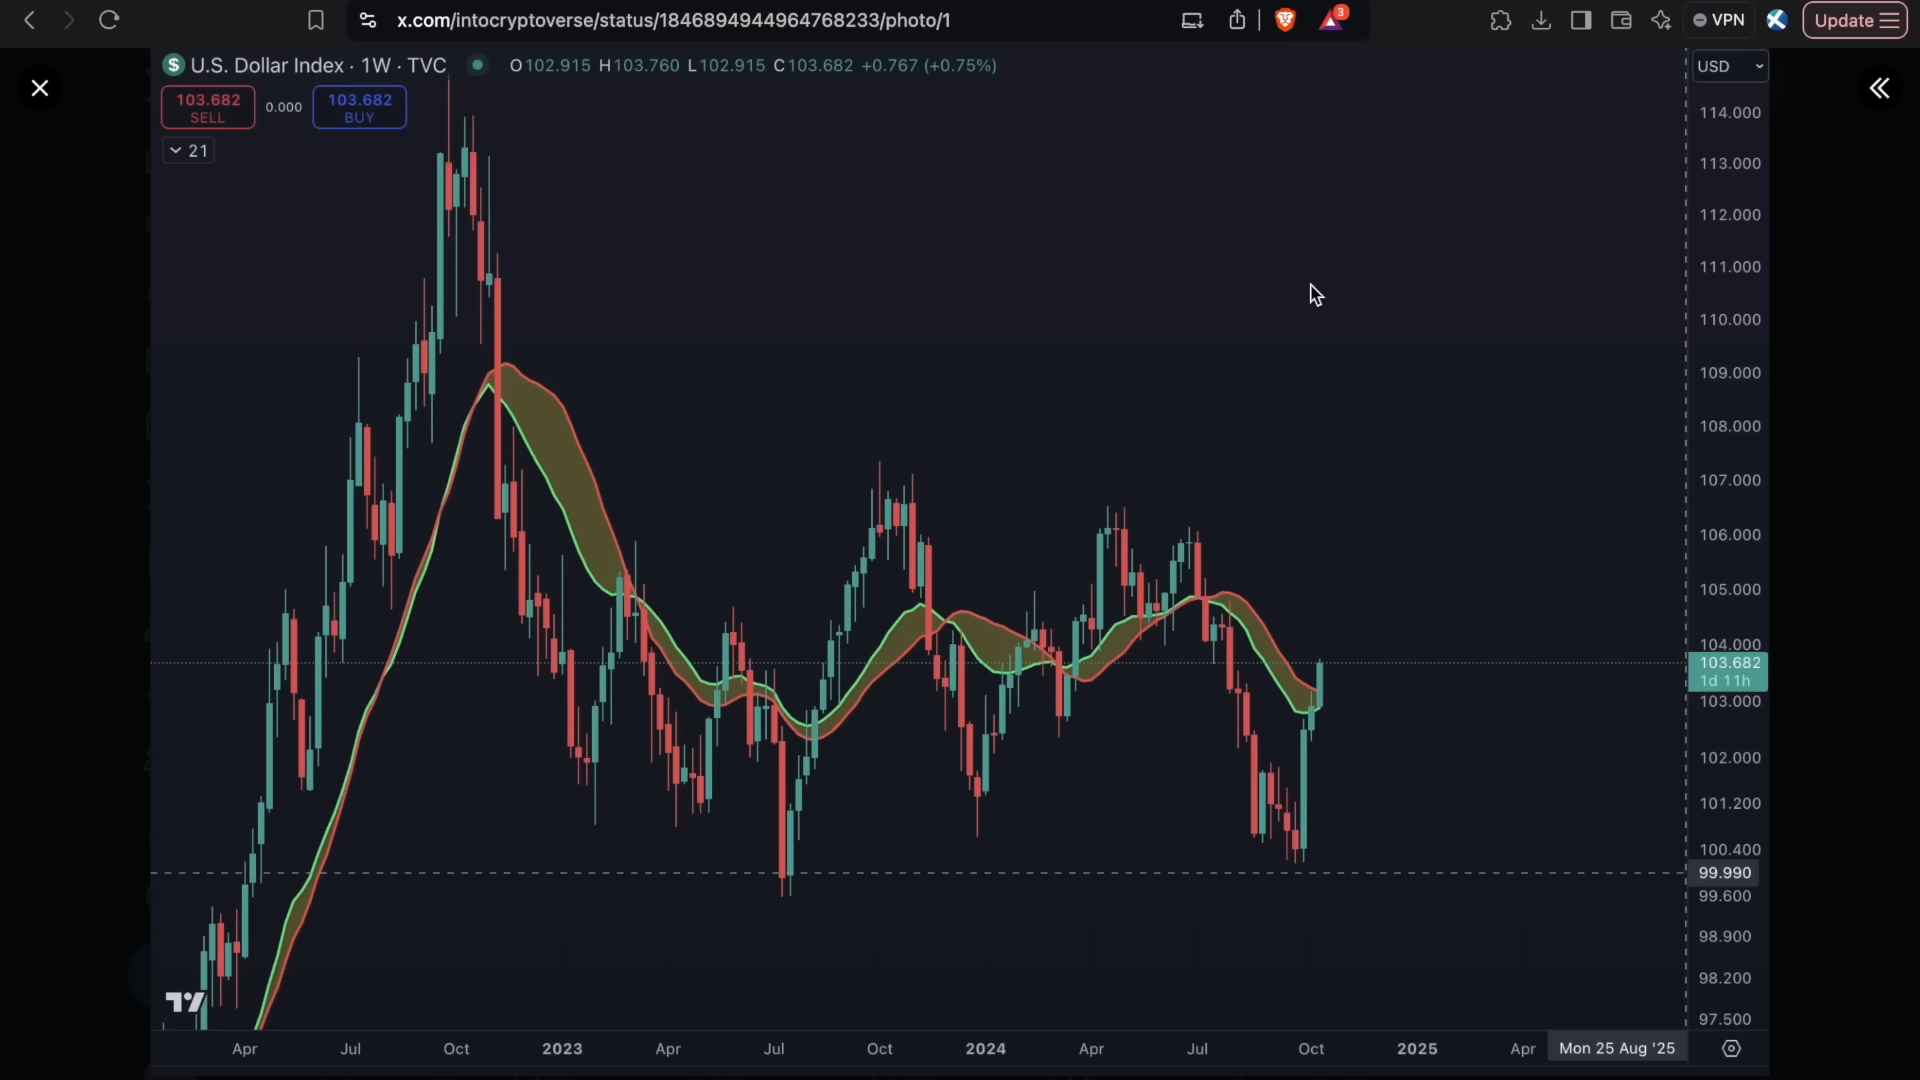 x.com/intocryptoverse/status/1846894944964768233/photo/1
3
VPN
Update
$ U.S. Dollar Index · 1W · TVC
O102.915 H103.760 L102.915 C103.682 +0.767 (+0.75%)
USD
103.682
SELL
0.000
103.682
BUY
21
114.000
113.000
112.000
111.000
110.000
109.000
108.000
107.000
106.000
105.000
104.000
103.682
1d 11h
103.000
102.000
101.200
100.400
99.990
99.600
98.900
98.200
97.500
Apr Jul Oct 2023 Apr Jul Oct 2024 Apr Jul Oct 2025 Apr Mon 25 Aug '25